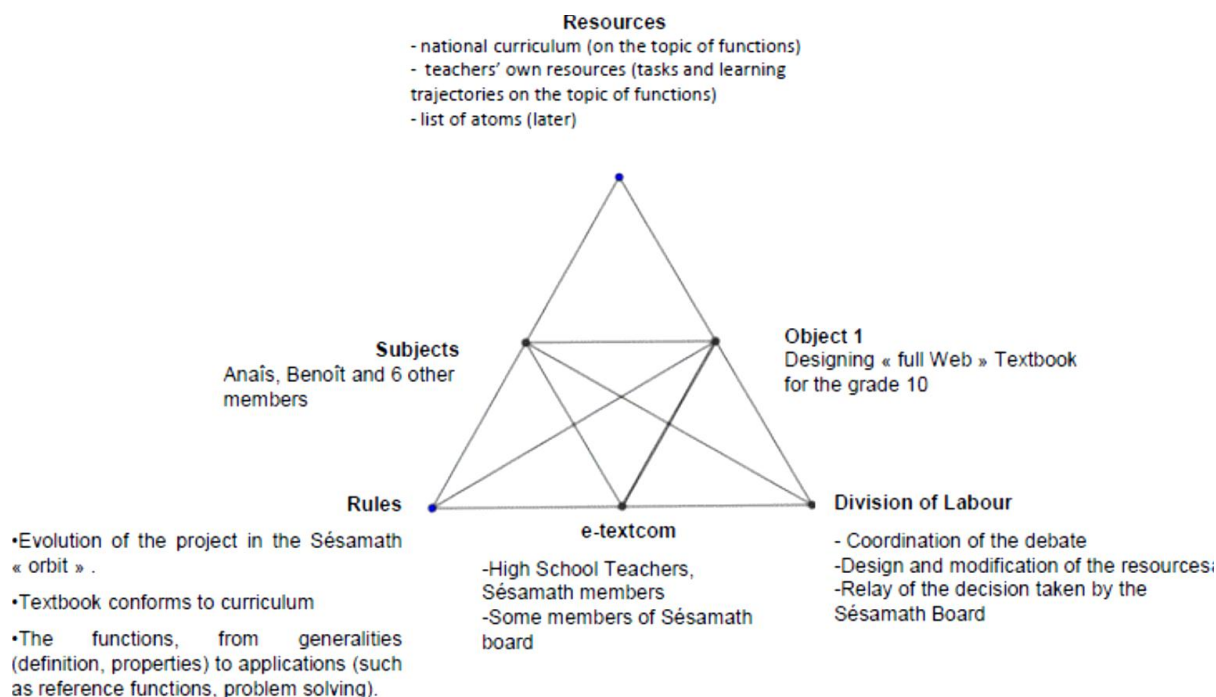 Resources
- national curriculum (on the topic of functions)
- teachers' own resources (tasks and learning
trajectories on the topic of functions)
- list of atoms (later)
Subjects
Anaîs, Benoît and 6 other
members
Object 1
Designing « full Web » Textbook
for the grade 10
Rules
•Evolution of the project in the Sésamath
« orbit » .
•Textbook conforms to curriculum
•The functions, from generalities
(definition, properties) to applications (such
as reference functions, problem solving).
e-textcom
-High School Teachers,
Sésamath members
-Some members of Sésamath
board
Division of Labour
- Coordination of the debate
-Design and modification of the resources
-Relay of the decision taken by the
Sésamath Board